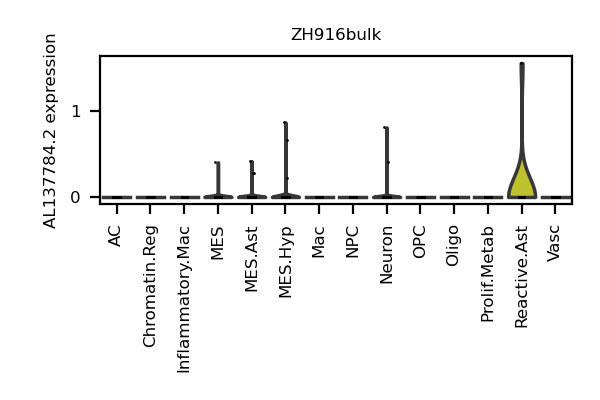 ZH916bulk
AL137784.2 expression
1
0
AC
Chromatin.Reg
Inflammatory.Mac
MES
MES.Ast
MES.Hyp
Mac
NPC
Neuron
OPC
Oligo
Prolif.Metab
Reactive.Ast
Vasc